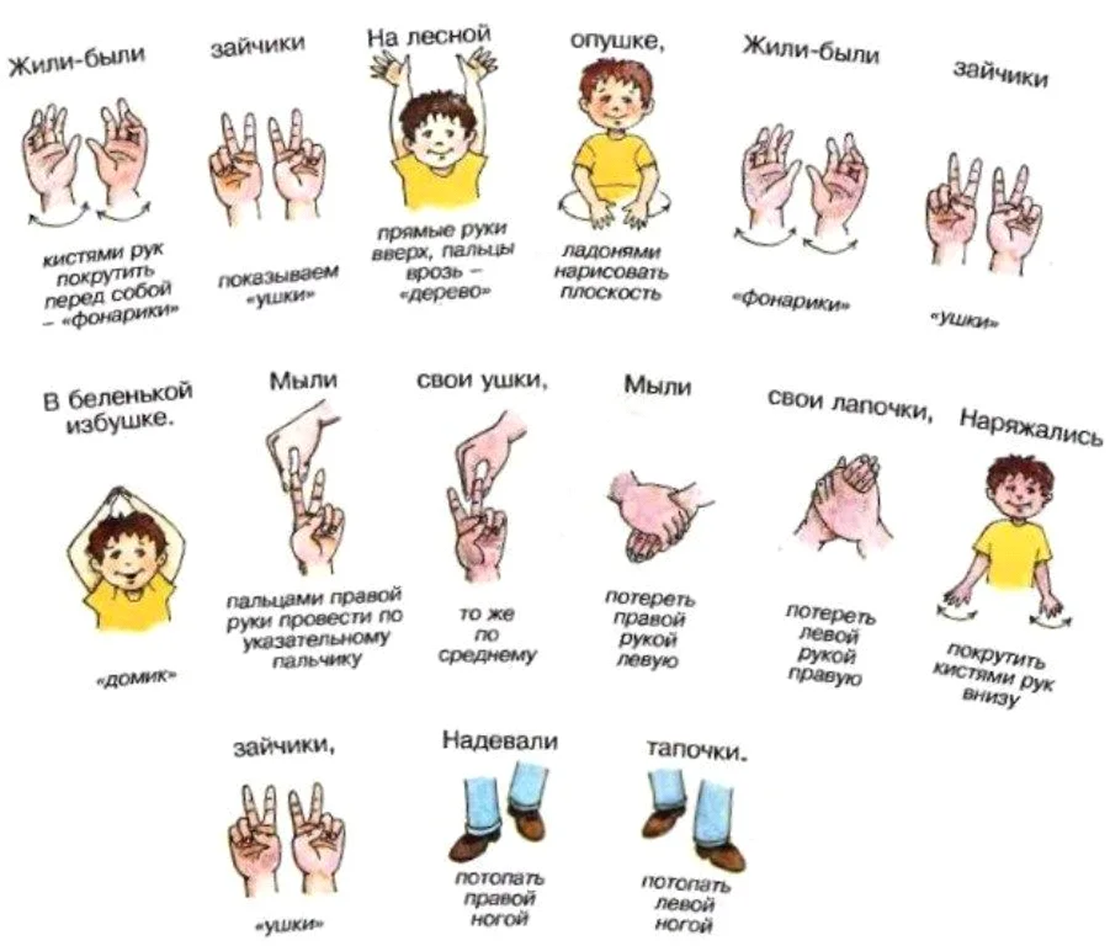 Жили-были
зайчики
На лесной
опушке,
Жили-были
зайчики
кистями рук
покрутить
перед собой
– «фонарики»
показываем
«ушки»
прямые руки
вверх, пальцы
врозь –
«дерево»
ладонями
нарисовать
плоскость
«фонарики»
«ушки»
В беленькой
избушке.
Мыли
свои ушки,
Мыли
свои лапочки,
Наряжались
«домик»
пальцами правой
руки провести по
указательному
пальчику
то же
по
среднему
потереть
правой
рукой
левую
потереть
левой
рукой
правую
покрутить
кистями рук
внизу
зайчики,
Надевали
тапочки.
«ушки»
потопать
правой
ногой
потопать
левой
ногой